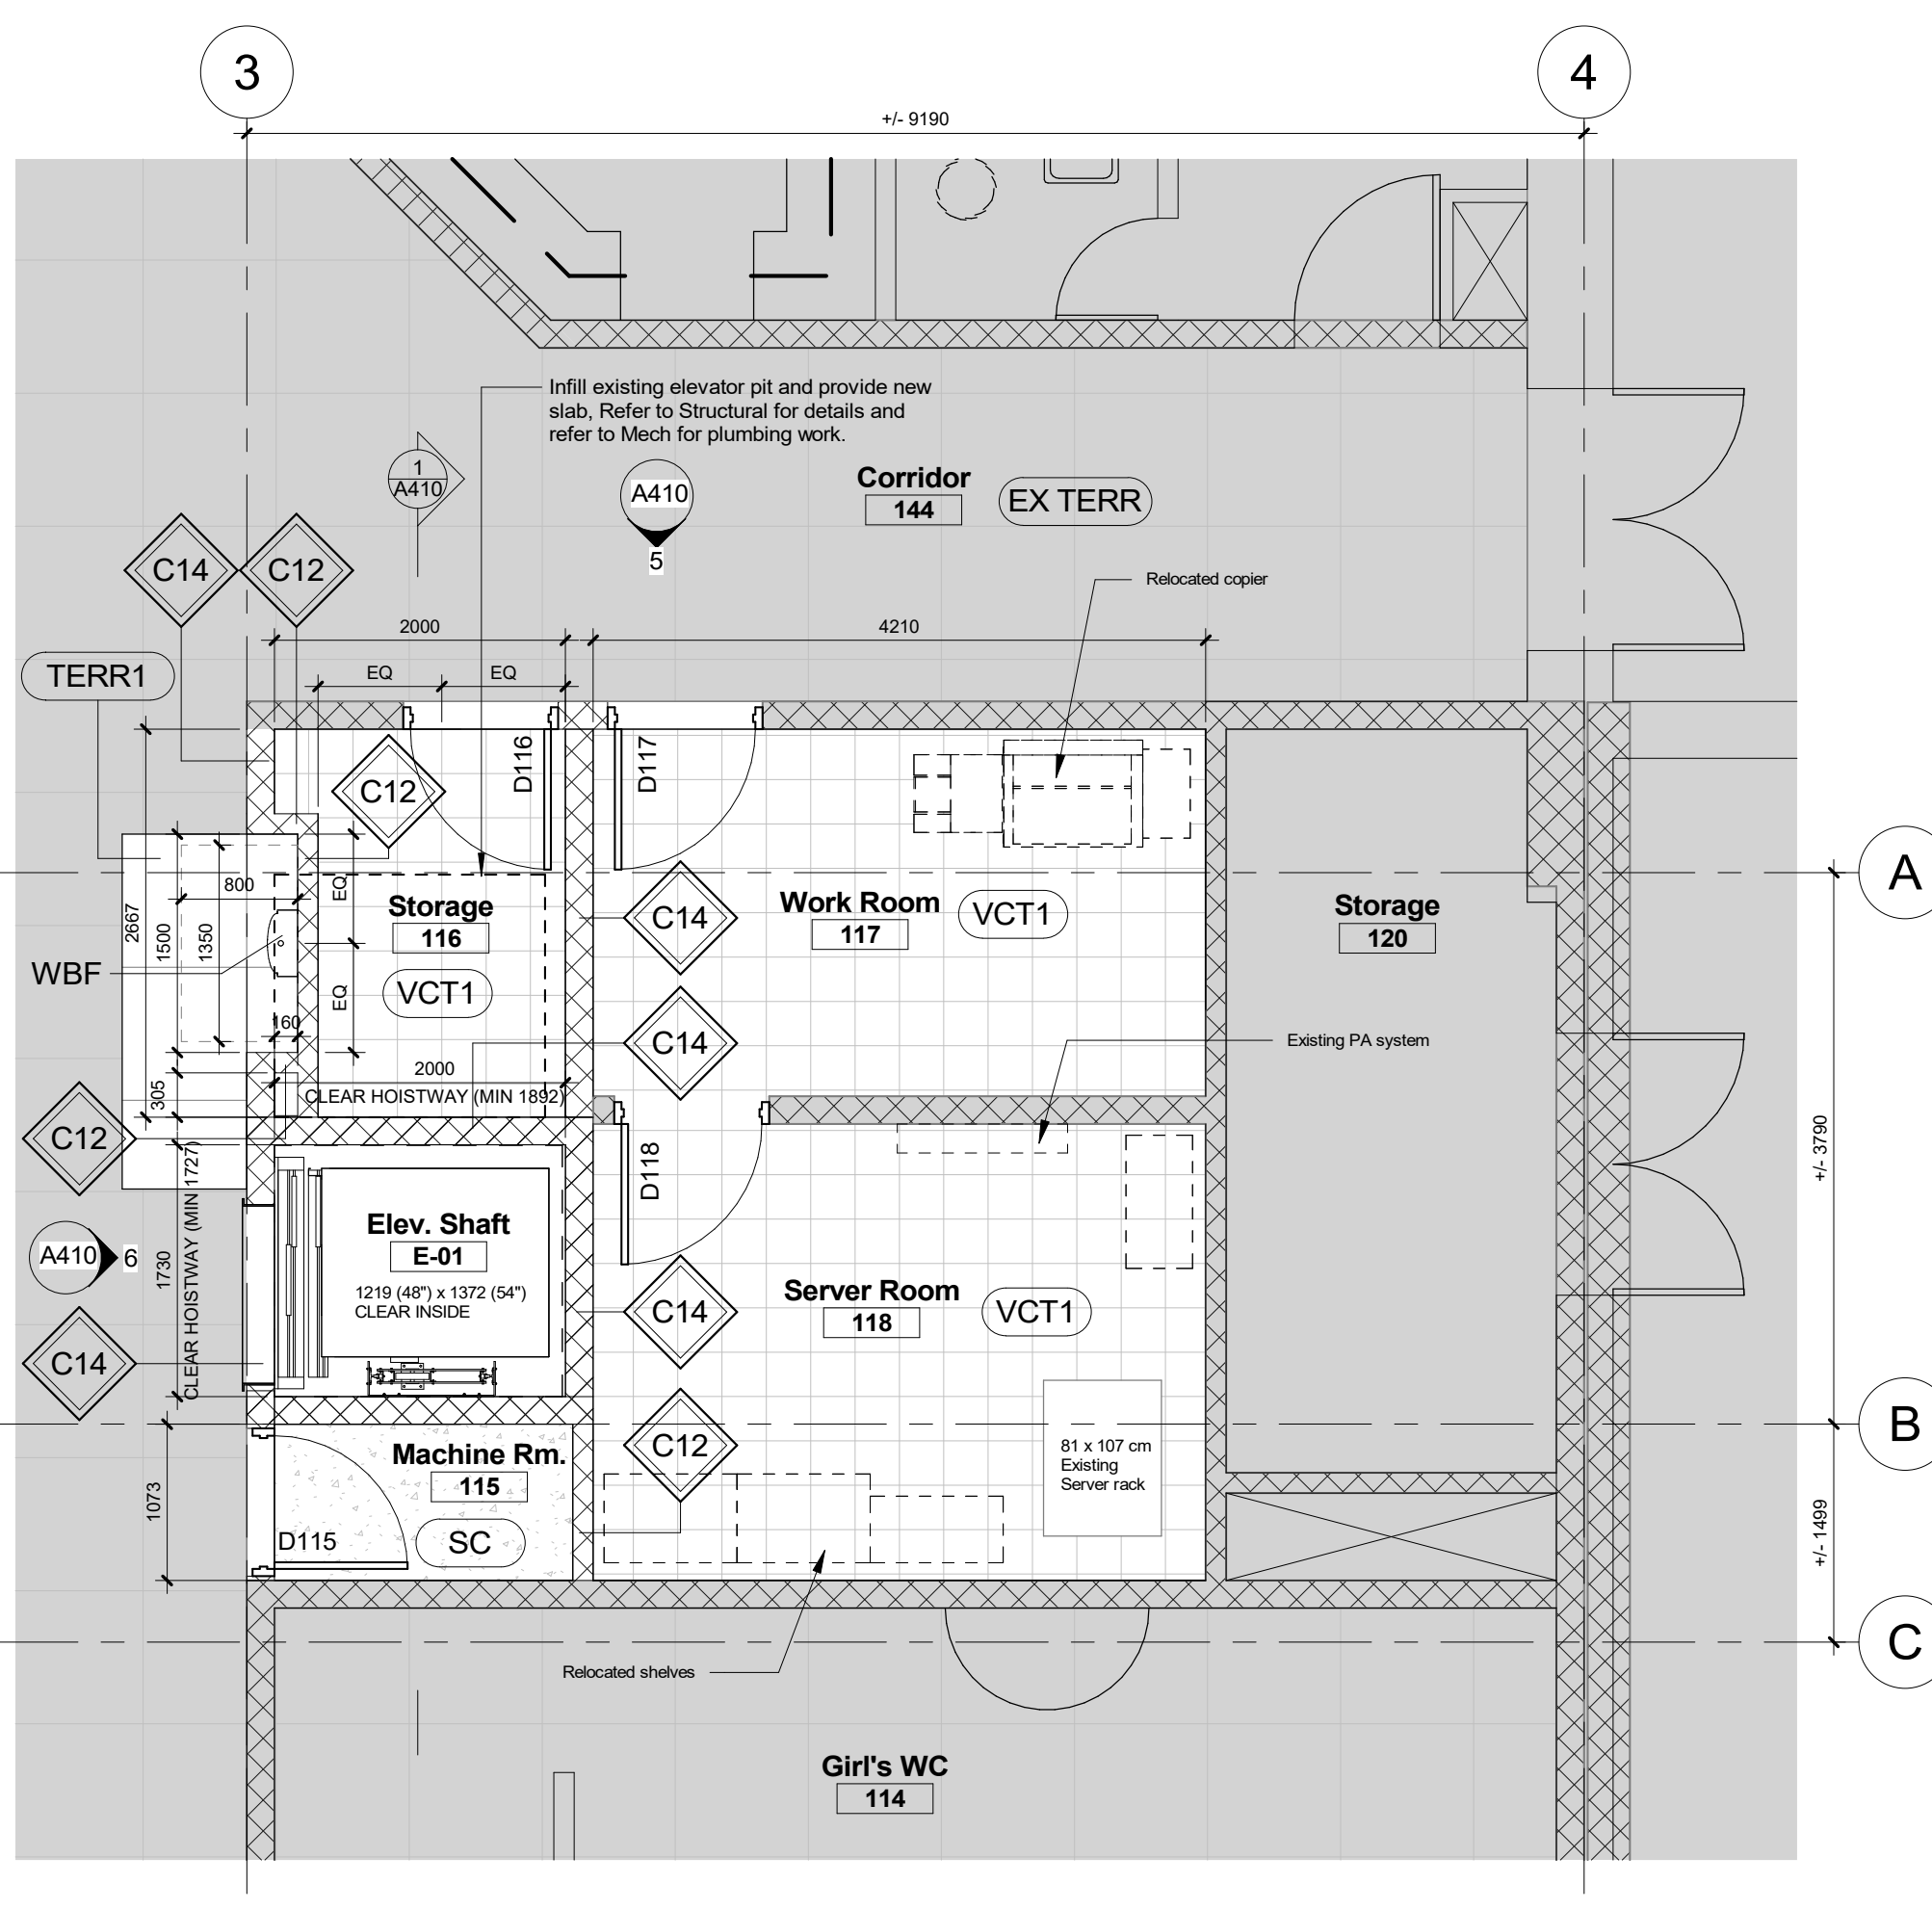 3
4
+/- 9190
Infill existing elevator pit and provide new
slab, Refer to Structural for details and
refer to Mech for plumbing work.
1
A410
A410
5
Corridor
144
EX TERR
C14
C12
Relocated copier
2000
4210
TERR1
EQ
EQ
D116
D117
C12
A
800
EQ
Storage
116
C14
Work Room
117
VCT1
Storage
120
2667
1500
1350
WBF
VCT1
EQ
160
C14
Existing PA system
2000
CLEAR HOISTWAY (MIN 1892)
305
C12
D118
+/- 3790
CLEAR HOISTWAY (MIN 1727)
1730
A410
6
Elev. Shaft
E-01
1219 (48") x 1372 (54")
CLEAR INSIDE
C14
Server Room
118
VCT1
C14
B
C12
81 x 107 cm
Existing
Server rack
Machine Rm.
115
1073
D115
SC
+/- 1499
C
Relocated shelves
Girl's WC
114